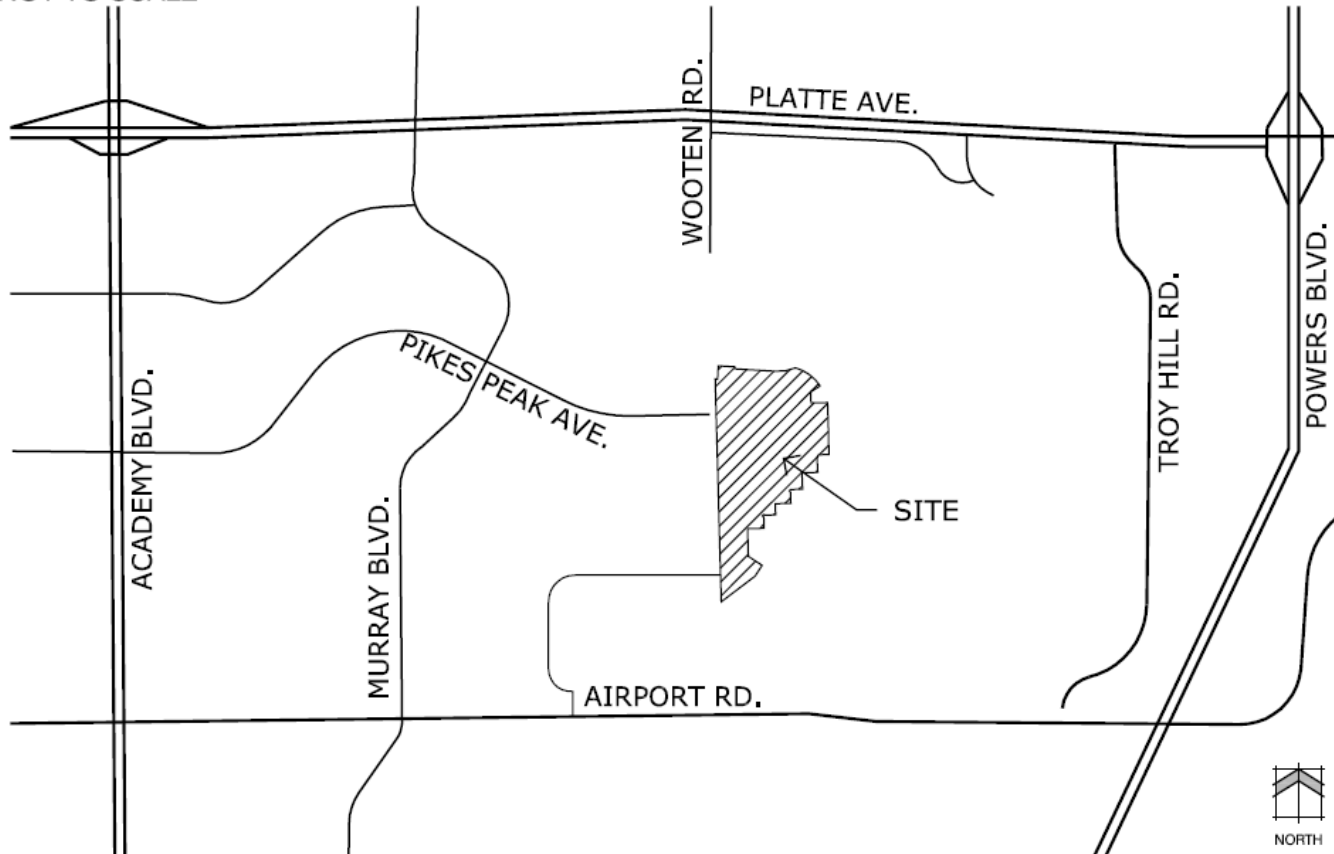 WOOTEN RD.
PLATTE AVE.
POWERS BLVD.
TROY HILL RD.
PIKES PEAK AVE.
ACADEMY BLVD.
MURRAY BLVD.
SITE
AIRPORT RD.
NORTH